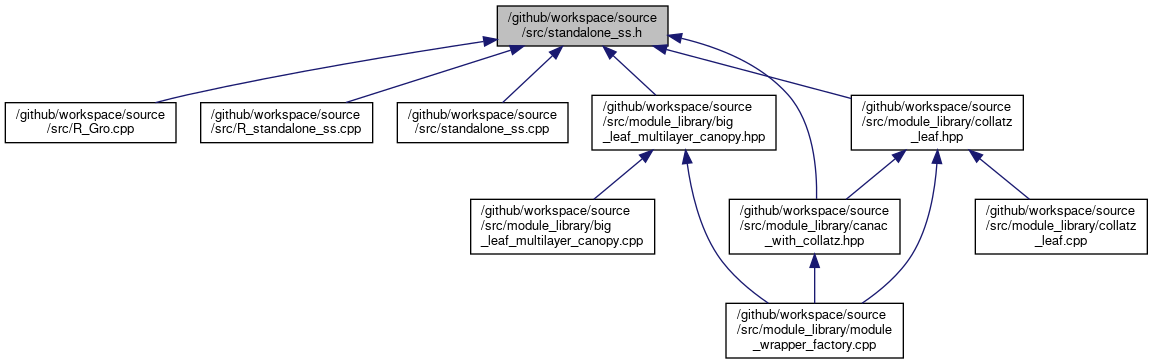 /github/workspace/source
/src/standalone_ss.h
/github/workspace/source
/src/R_Gro.cpp
/github/workspace/source
/src/R_standalone_ss.cpp
/github/workspace/source
/src/standalone_ss.cpp
/github/workspace/source
/src/module_library/big
_leaf_multilayer_canopy.hpp
/github/workspace/source
/src/module_library/collatz
_leaf.hpp
/github/workspace/source
/src/module_library/big
_leaf_multilayer_canopy.cpp
/github/workspace/source
/src/module_library/canac
_with_collatz.hpp
/github/workspace/source
/src/module_library/collatz
_leaf.cpp
/github/workspace/source
/src/module_library/module
_wrapper_factory.cpp